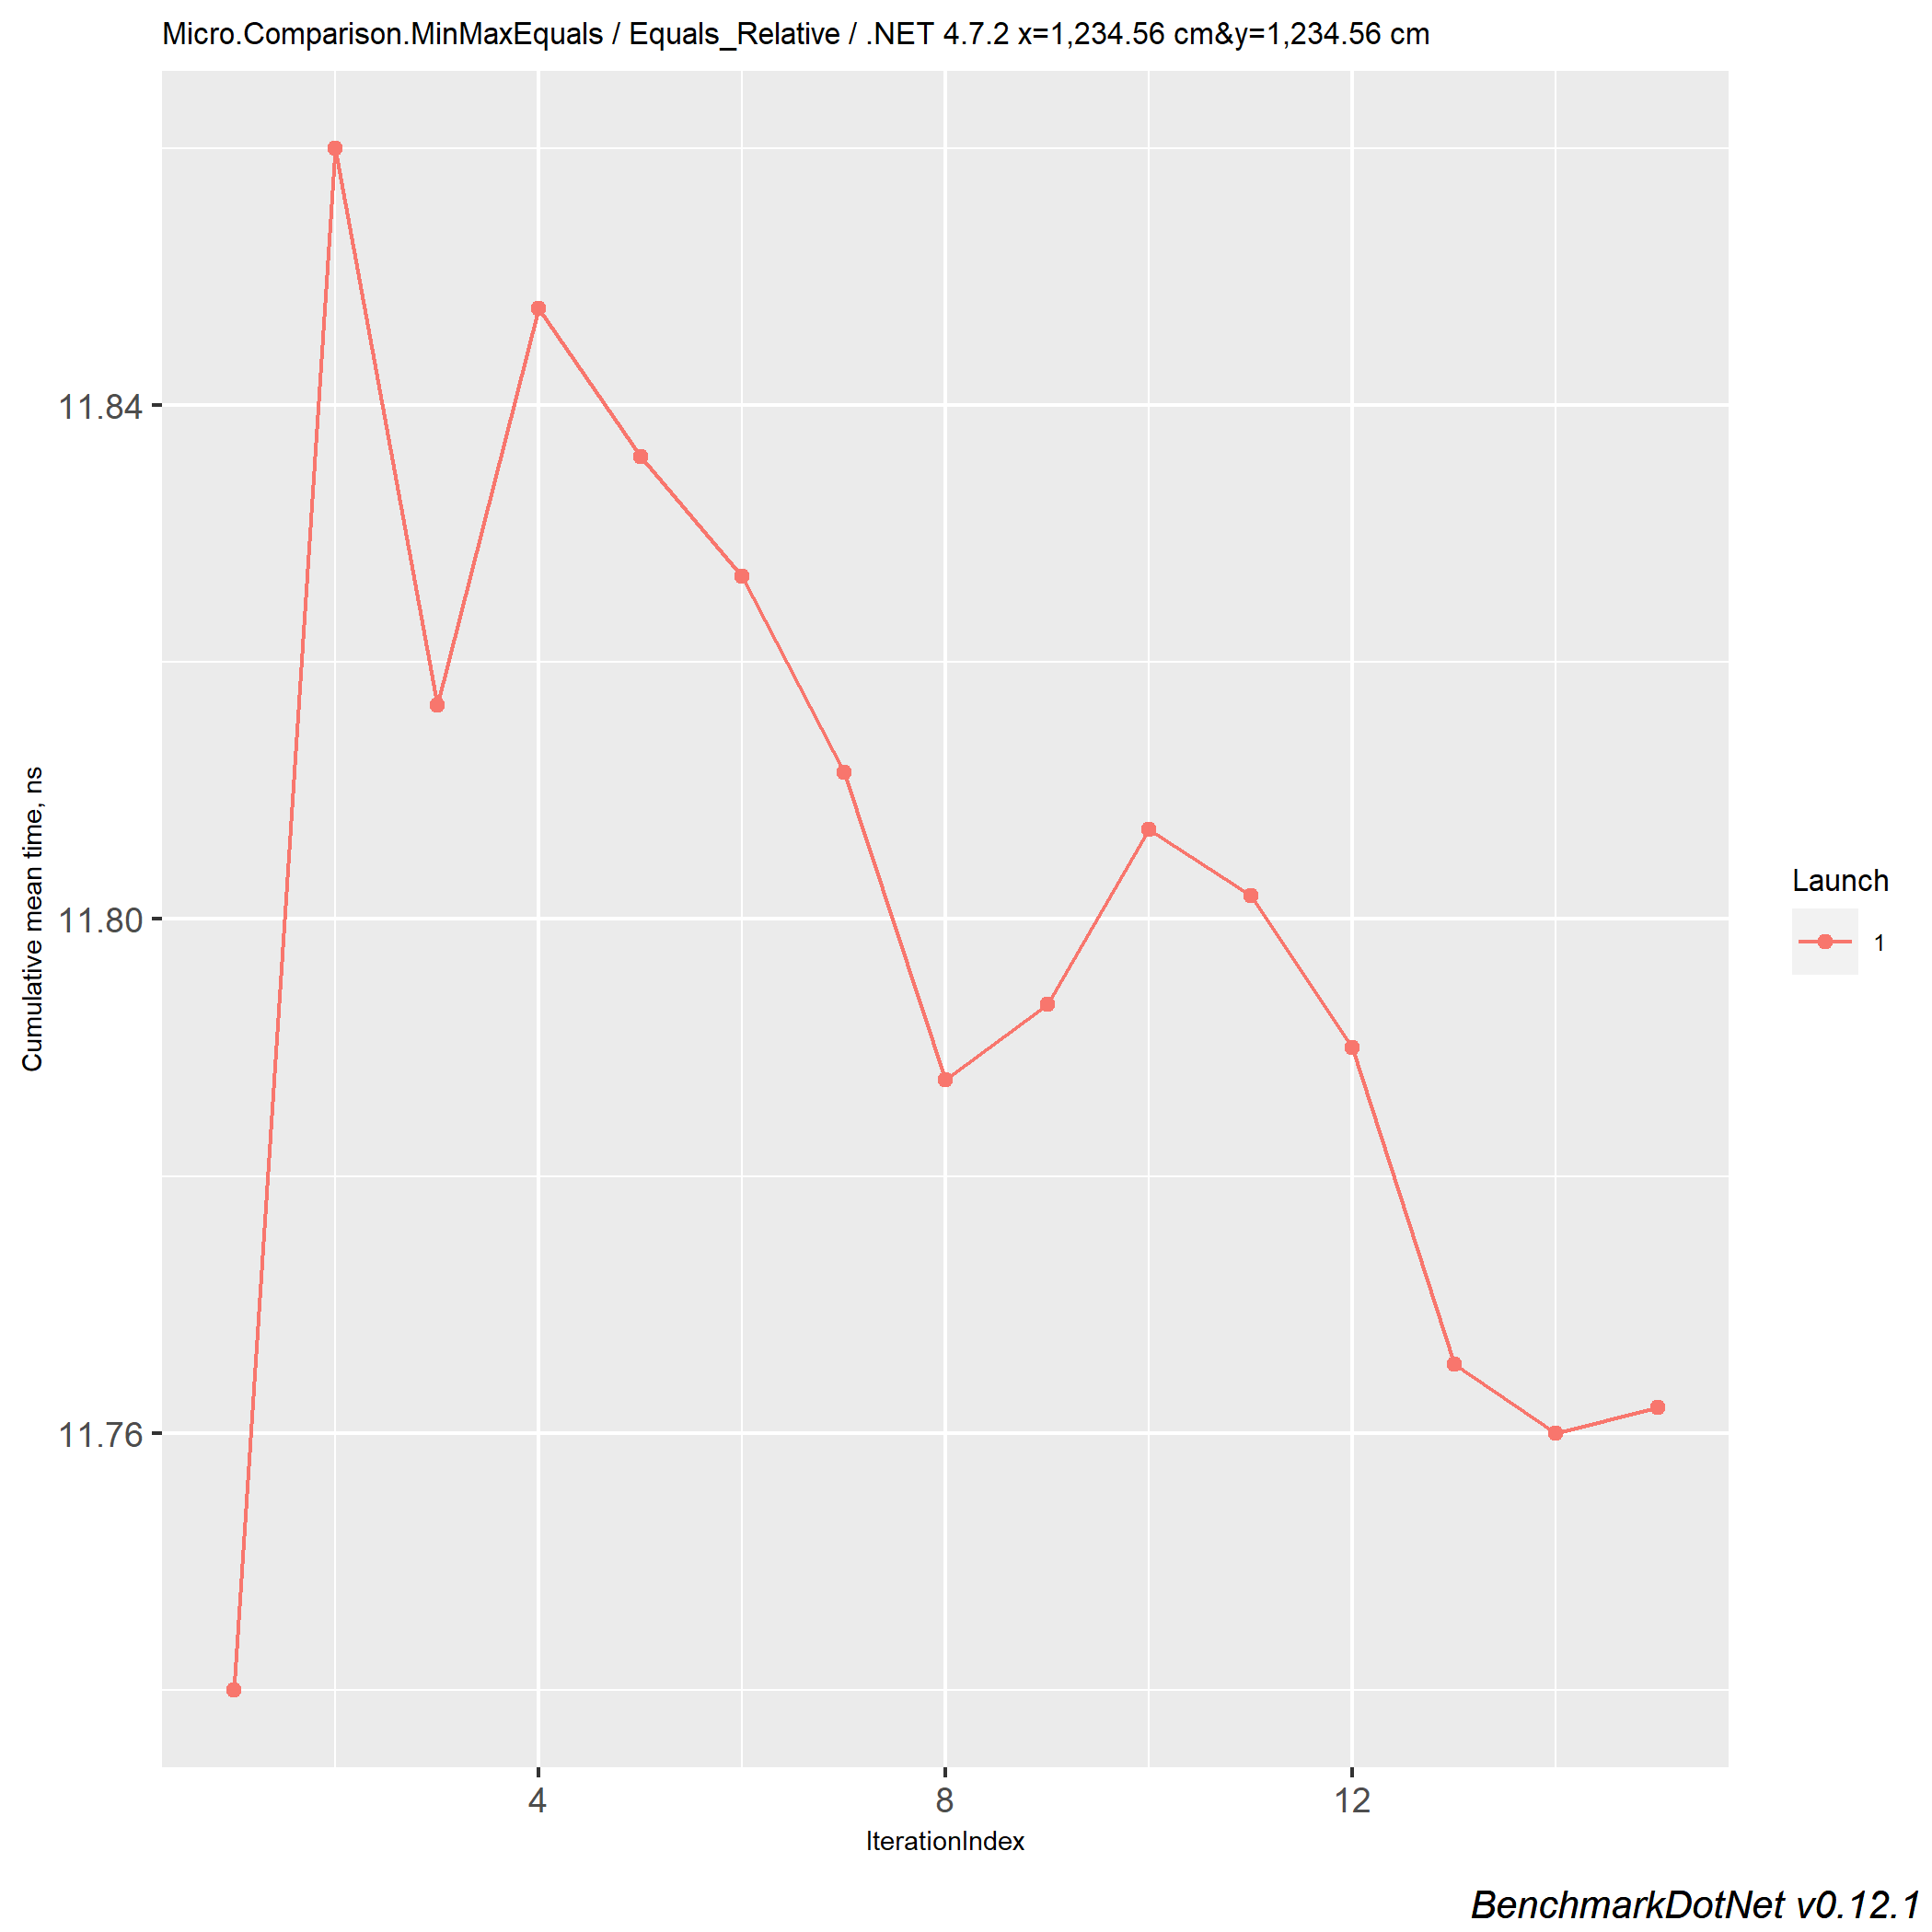 Micro.Comparison.MinMaxEquals / Equals_Relative / .NET 4.7.2 x=1,234.56 cm&y=1,234.56 cm
Cumulative mean time, ns
11.84
11.80
11.76
4
8
12
IterationIndex
Launch
1
BenchmarkDotNet v0.12.1